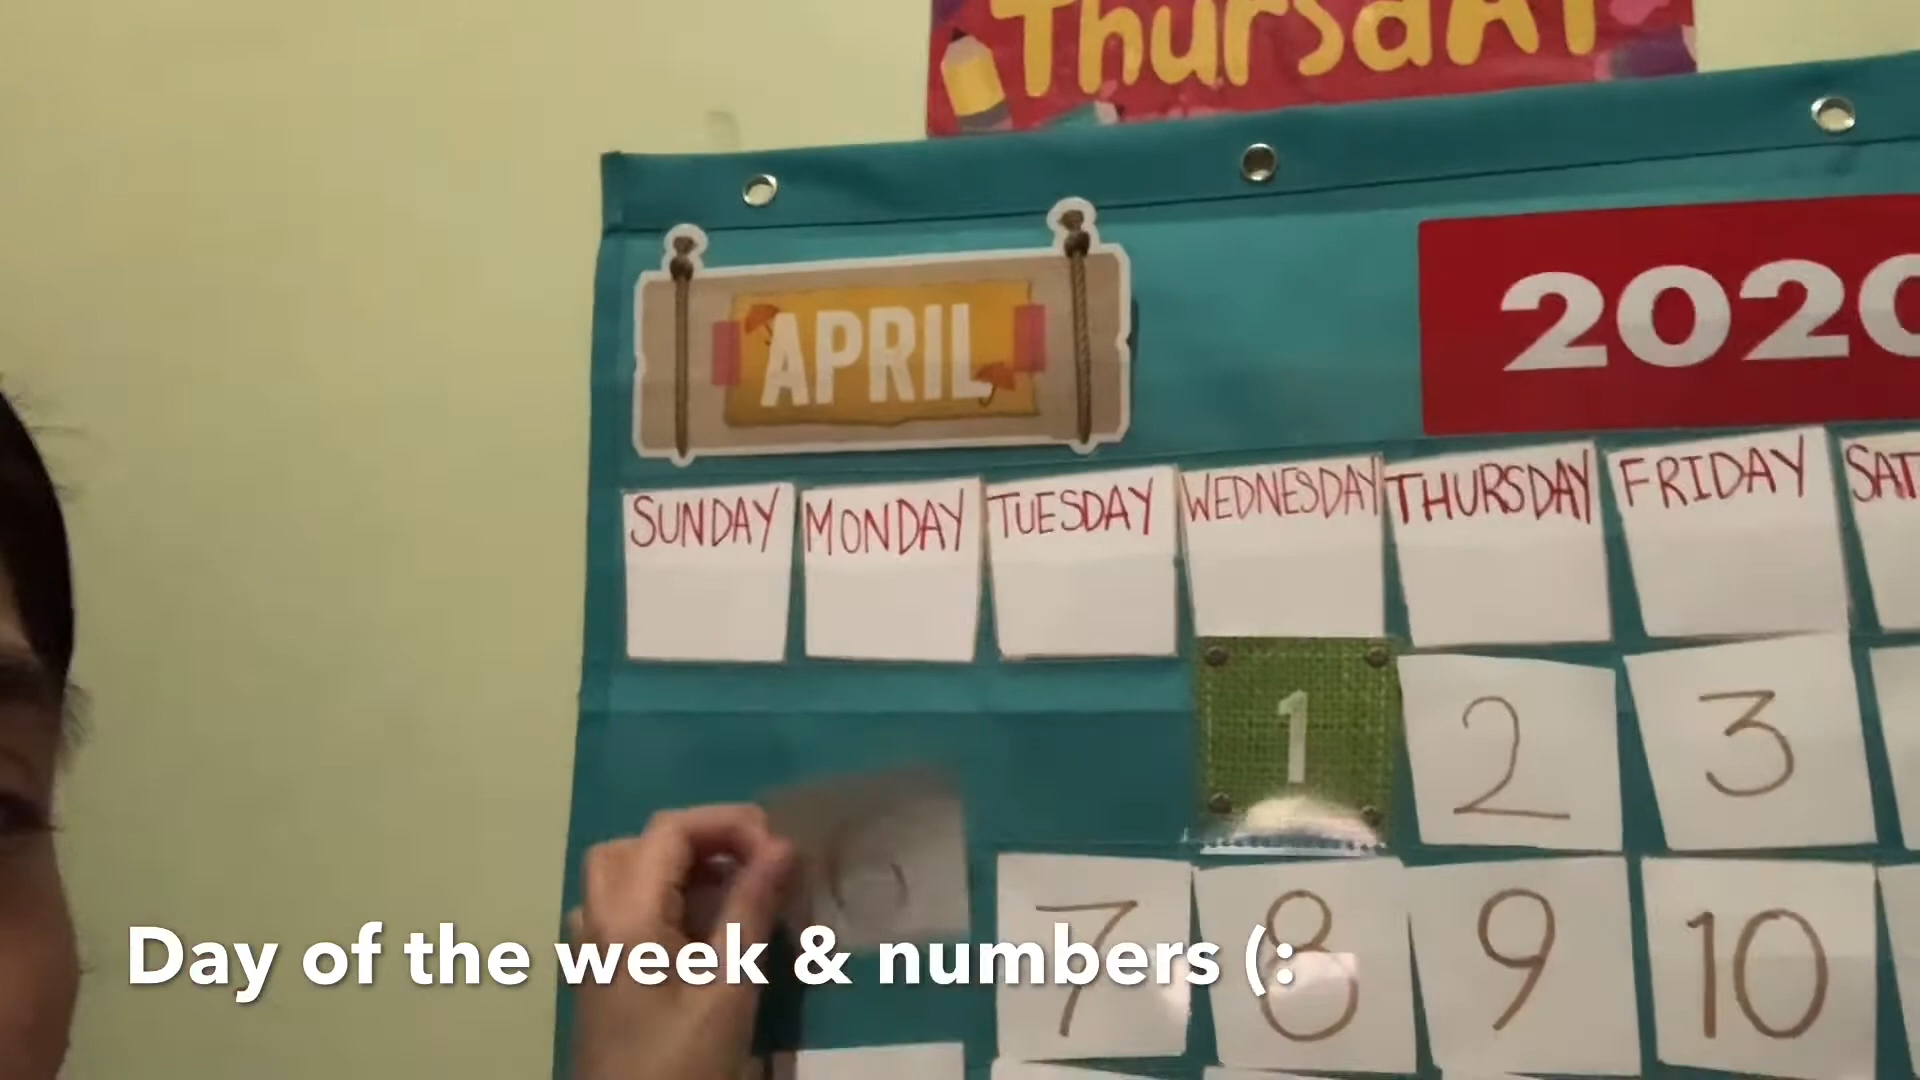 ThursdAY
APRIL
2020
SUNDAY MONDAY TUESDAY WEDNESDAY THURSDAY FRIDAY SAT
1 2 3
7 8 9 10
Day of the week & numbers (: